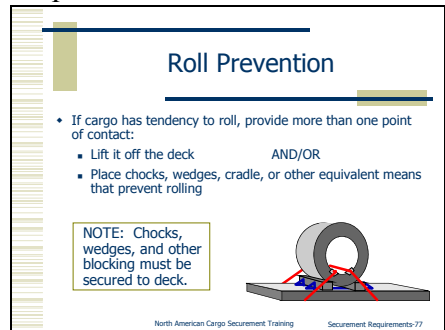 Roll Prevention
If cargo has tendency to roll, provide more than one point
of contact:
Lift it off the deck AND/OR
Place chocks, wedges, cradle, or other equivalent means
that prevent rolling
NOTE: Chocks,
wedges, and other
blocking must be
secured to deck.
North American Cargo Securement Training Securement Requirements-77